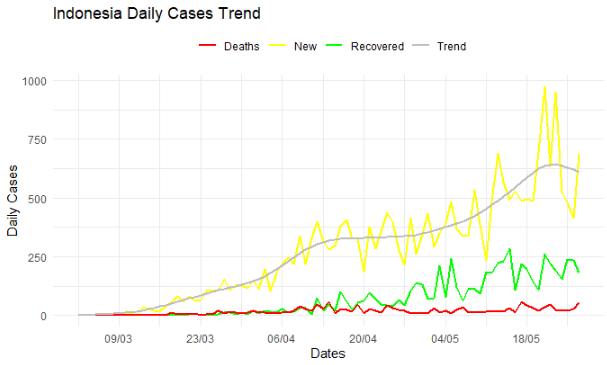 Indonesia Daily Cases Trend
Deaths New Recovered Trend
1000
750
500
250
0
Daily Cases
09/03 23/03 06/04 20/04 04/05 18/05
Dates